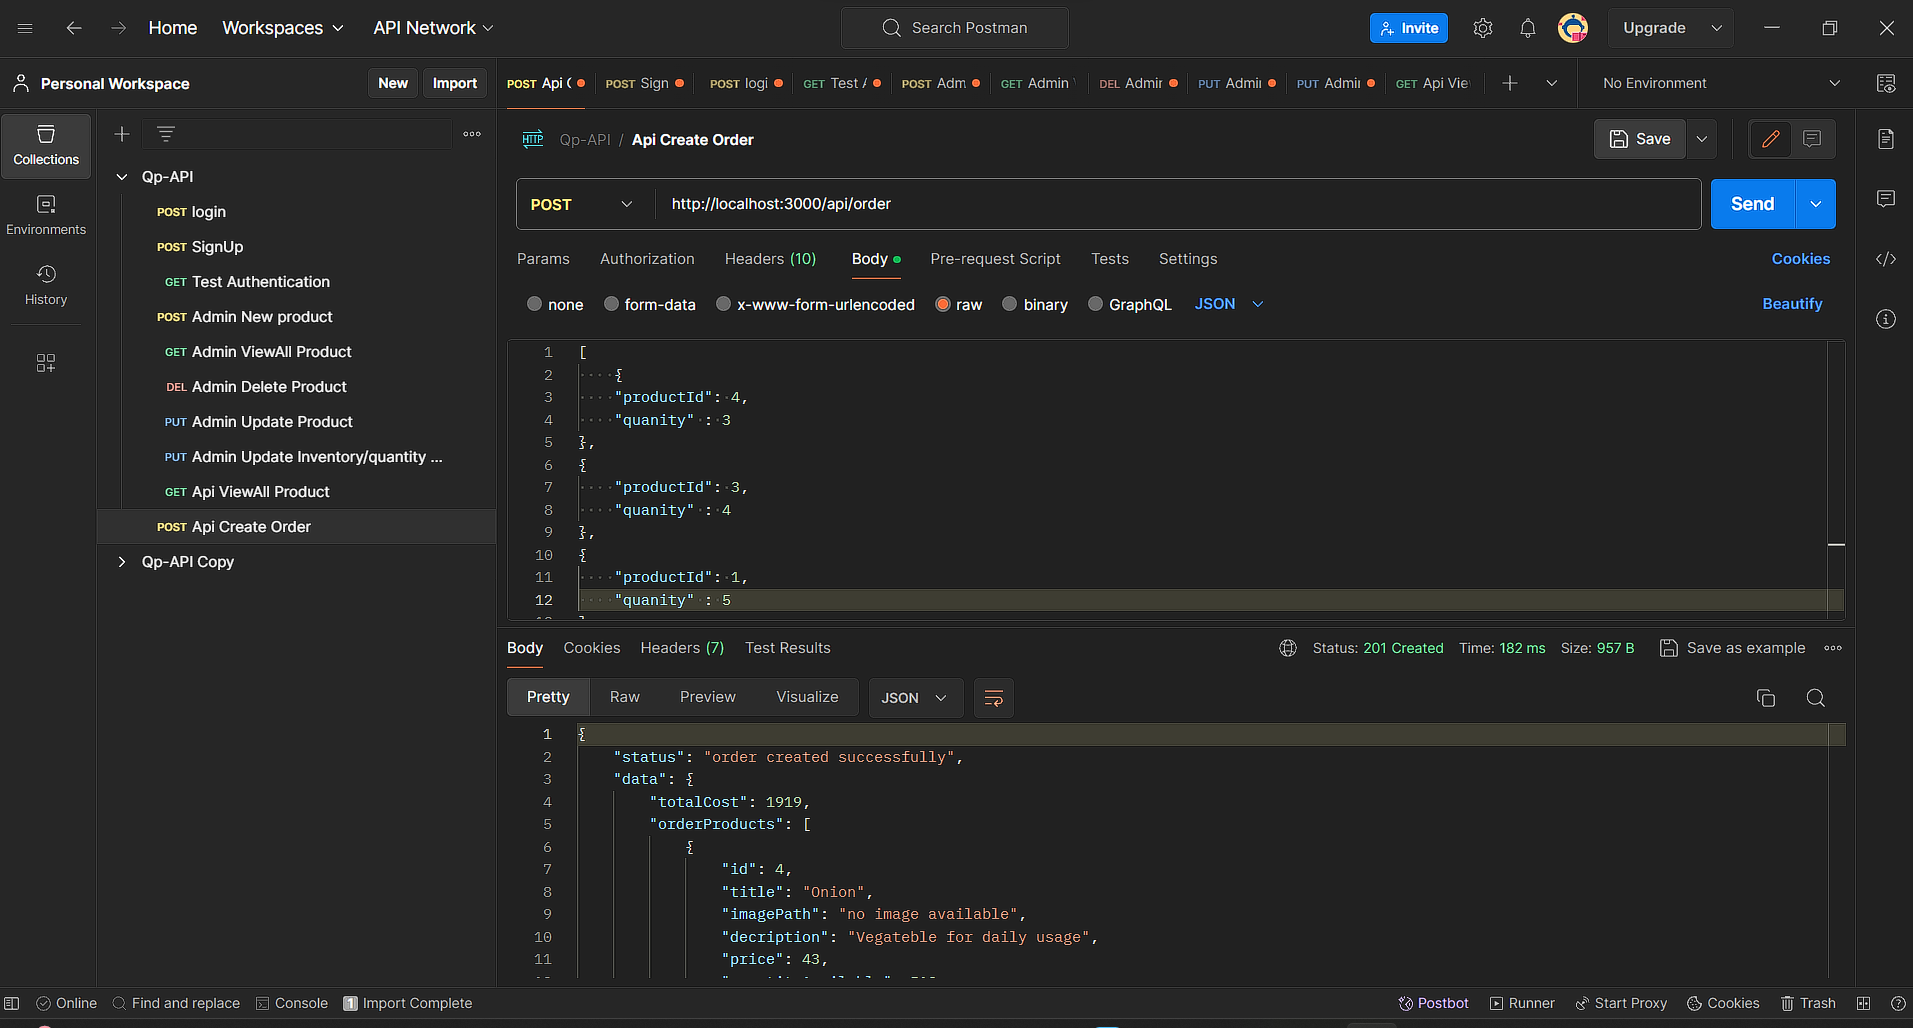 Home Workspaces API Network Search Postman Invite Upgrade
Personal Workspace New Import
POST Api C POST Sign POST logi GET Test A POST Adm GET Admin DEL Admir PUT Admii PUT Admii GET Api Vie No Environment
Collections
Environments
History
Qp-API
POST login
POST SignUp
GET Test Authentication
POST Admin New product
GET Admin ViewAll Product
DEL Admin Delete Product
PUT Admin Update Product
PUT Admin Update Inventory/quantity ...
GET Api ViewAll Product
POST Api Create Order
Qp-API Copy
HTTP Qp-API / Api Create Order Save
POST http://localhost:3000/api/order Send
Params Authorization Headers (10) Body Pre-request Script Tests Settings Cookies
none form-data x-www-form-urlencoded raw binary GraphQL JSON Beautify
1 [
2 ····{
3 ····"productId":·4,
4 ····"quanity"·:·3
5 },
6 {
7 ····"productId":·3,
8 ····"quanity"·:·4
9 },
10 {
11 ····"productId":·1,
12 ····"quanity"·:·5
Body Cookies Headers (7) Test Results Status: 201 Created Time: 182 ms Size: 957 B Save as example
Pretty Raw Preview Visualize JSON
1 {
2 "status": "order created successfully",
3 "data": {
4 "totalCost": 1919,
5 "orderProducts": [
6 {
7 "id": 4,
8 "title": "Onion",
9 "imagePath": "no image available",
10 "decription": "Vegateble for daily usage",
11 "price": 43,
Online Find and replace Console 1 Import Complete Postbot Runner Start Proxy Cookies Trash